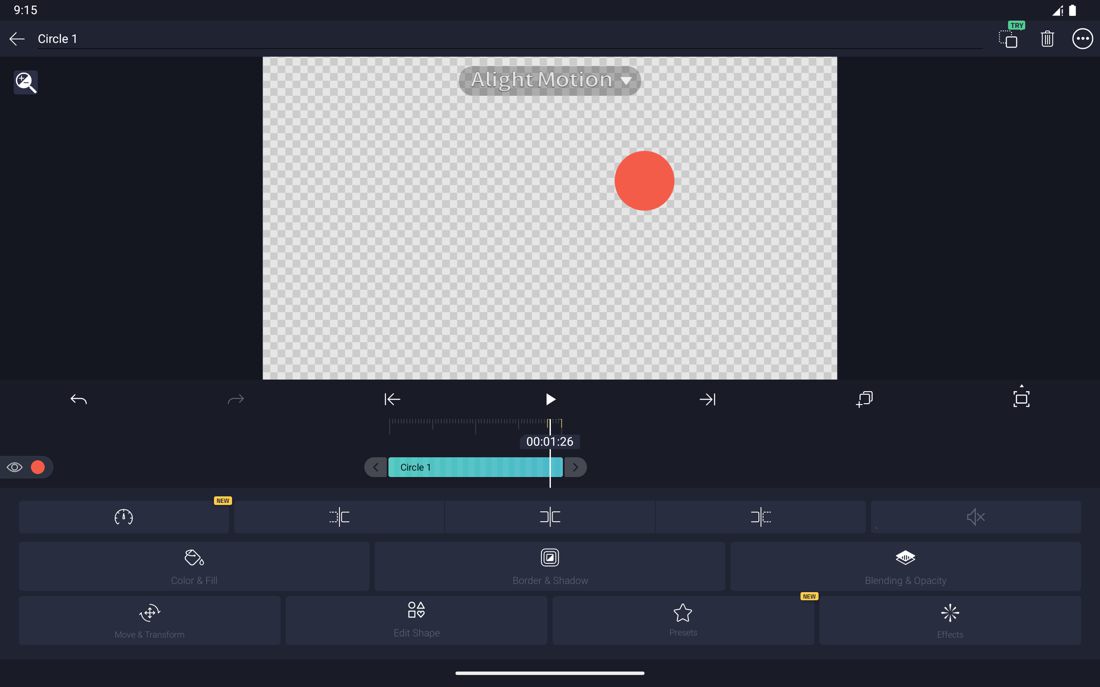 9:15
Circle 1
TRY
Alight Motion
00:01:26
Circle 1
NEW
Color & Fill
Border & Shadow
Blending & Opacity
NEW
Move & Transform
Edit Shape
Presets
Effects